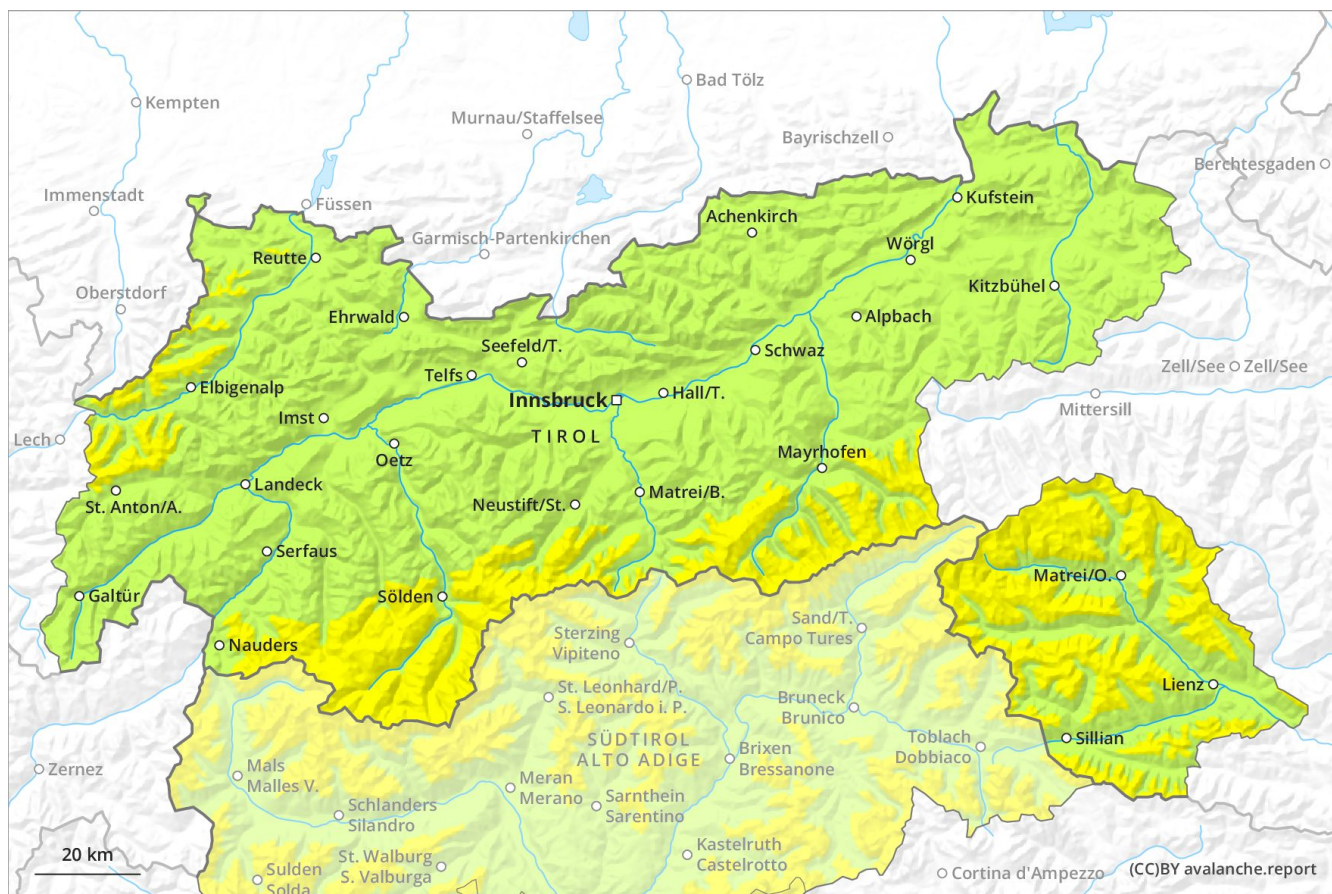 Bad Tölz
Kempten
Murnau/Staffelsee
Bayrischzell
Berchtesgaden
Immenstadt
Füssen
Kufstein
Achenkirch
Garmisch-Partenkirchen
Wörgl
Reutte
Kitzbühel
Oberstdorf
Ehrwald
Alpbach
Seefeld/T.
Schwaz
Zell/See
Zell/See
Telfs
Elbigenalp
Hall/T.
Innsbruck
Mittersill
Imst
TIROL
Lech
Oetz
Mayrhofen
Landeck
St. Anton/A.
Matrei/B.
Neustift/St.
Serfaus
Matrei/O.
Galtür
Sölden
Sand/T.
Campo Tures
Sterzing
Vipiteno
Nauders
Lienz
St. Leonhard/P.
S. Leonardo i. P.
Bruneck
Brunico
SÜDTIROL
ALTO ADIGE
Sillian
Toblach
Dobbiaco
Brixen
Bressanone
Zernez
Mals
Malles V.
Meran
Merano
Sarnthein
Sarentino
Schlanders
Silandro
Kastelruth
Castelrotto
20 km
St. Walburg
S. Valburga
Sulden
Solda
Cortina d'Ampezzo
(CC)BY avalanche.report